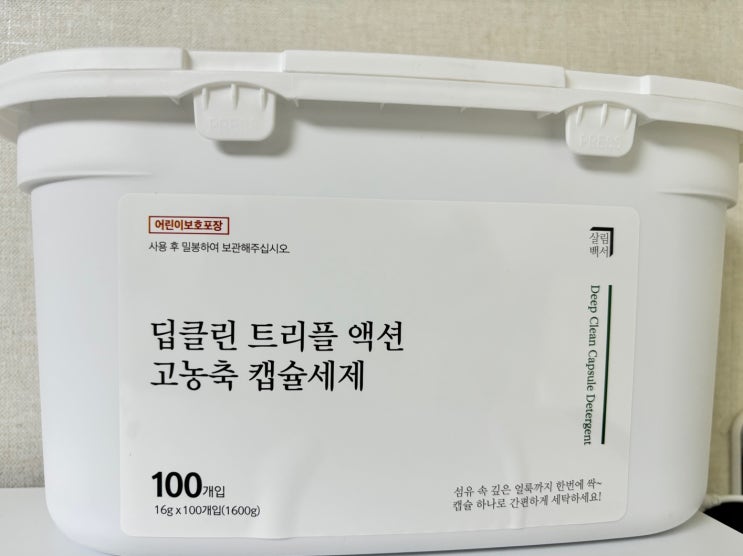 PRESS
PRESS
어린이보호포장
사용 후 밀봉하여 보관해주십시오.
살림
백서
Deep Clean Capsule Detergent
딥클린 트리플 액션
고농축 캡슐세제
100개입
16g x 100개입(1600g)
섬유 속 깊은 얼룩까지 한번에 싹~
캡슐 하나로 간편하게 세탁하세요!